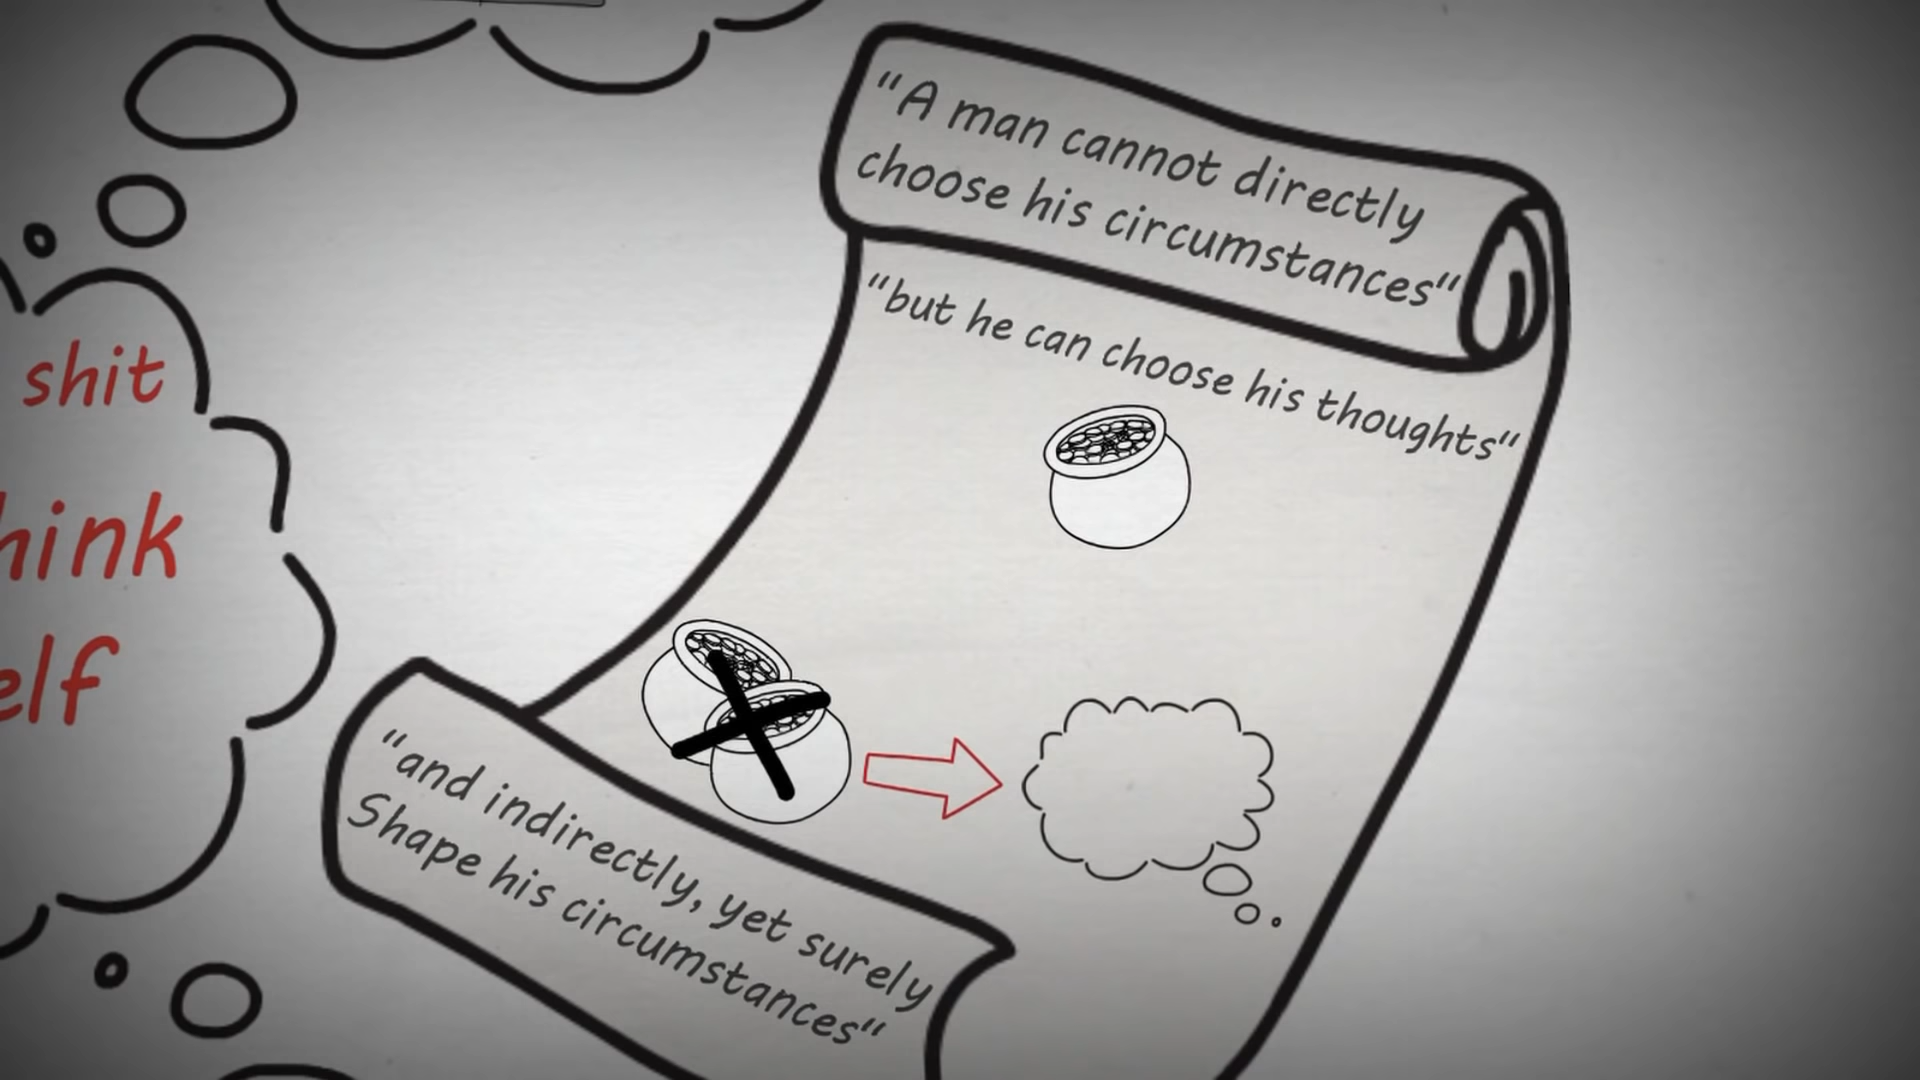 “A man cannot directly
choose his circumstances“
“but he can choose his thoughts“
shit
hink
elf
“and indirectly, yet surely
Shape his circumstances“